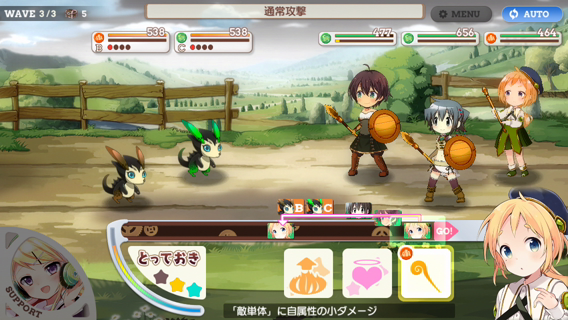 WAVE 3/3 5
通常攻撃
MENU
AUTO
538
B
538
C
477
656
464
B C
GO!
とっておき
SUPPORT
「敵単体」に自属性の小ダメージ